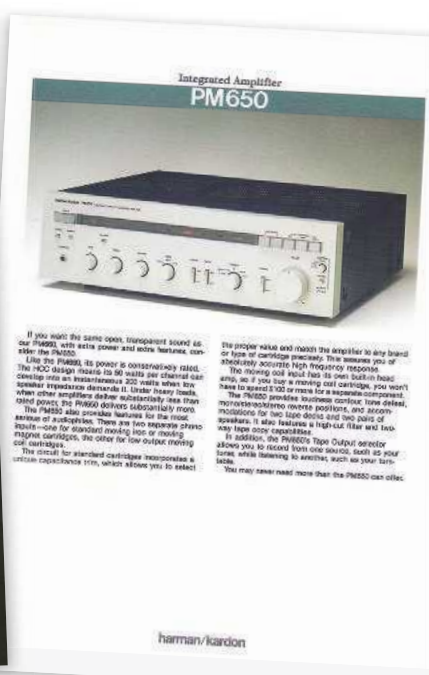 Integrated Amplifier
PM650
If you want the same open, transparent sound as
our PM660, with extra power and extra features, con-
sider the PM650.
Like the PM660, its power is conservatively rated.
The HCC design means its 50 watts per channel can
develop into an instantaneous 200 watts when low
speaker impedance demands it. Under heavy loads,
when other amplifiers deliver substantially less than
rated power, the PM650 delivers substantially more.
The PM650 also provides features for the most
serious of audiophiles. There are two separate phono
inputs—one for standard moving iron or moving
magnet cartridges, the other for low output moving
coil cartridges.
The circuit for standard cartridges incorporates a
unique capacitance trim, which allows you to select
the proper value and match the amplifier to any brand
or type of cartridge precisely. This assures you of
absolutely accurate high frequency response.
The moving coil input has its own built-in head
amp, so if you buy a moving coil cartridge, you won't
have to spend $100 or more for a separate component.
The PM650 provides loudness contour, tone defeat,
mono/stereo/stereo reverse positions, and accom-
modations for two tape decks and two pairs of
speakers. It also features a high-cut filter and two
way tape copy capabilities.
In addition, the PM650's Tape Output selector
allows you to record from one source, such as your
tuner, while listening to another, such as your turn-
table.
You may never need more than the PM650 can offer.
harman/kardon